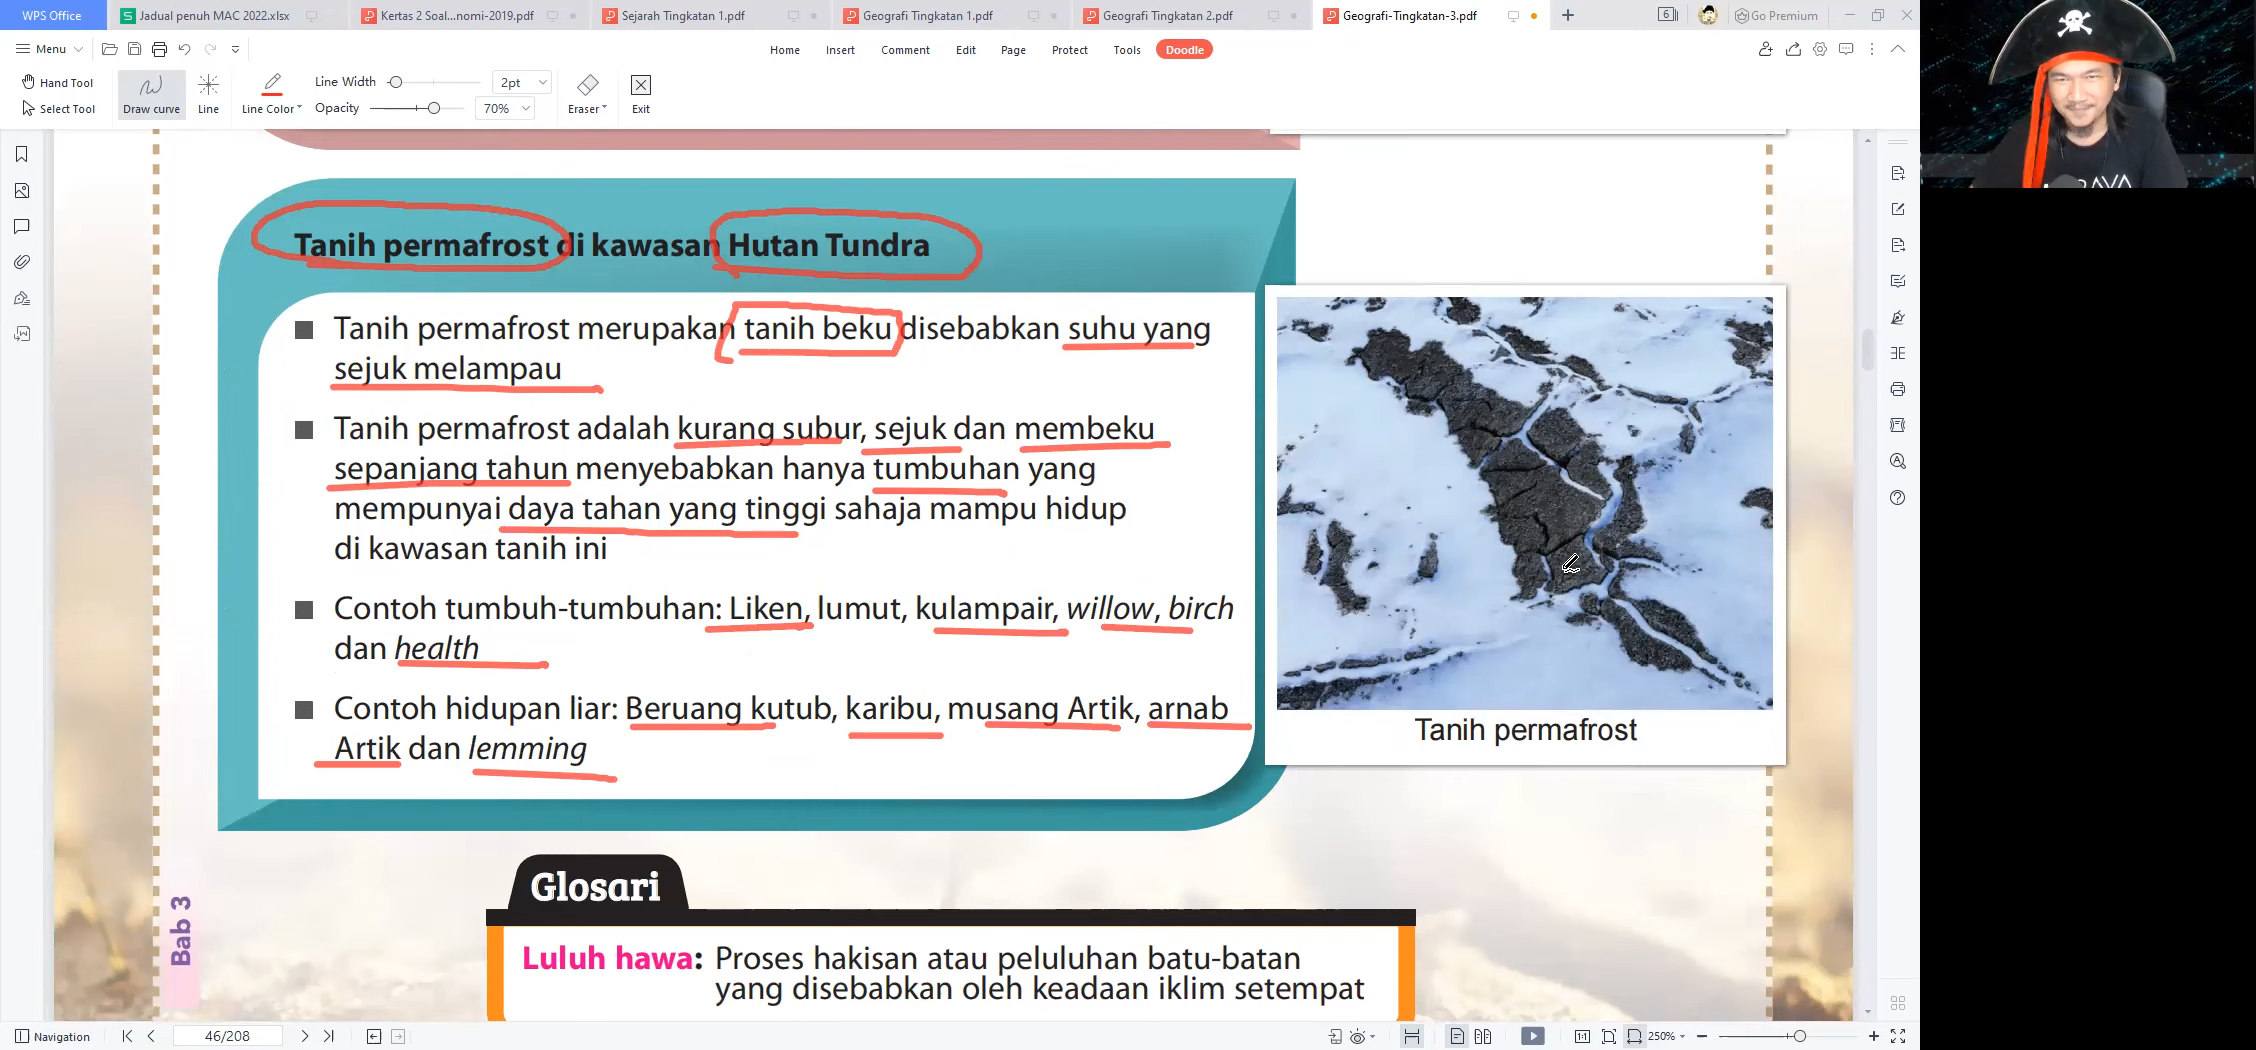 WPS Office
Jadual penuh MAC 2022.xlsx
Kertas 2 Soal...nomi-2019.pdf
Sejarah Tingkatan 1.pdf
Geografi Tingkatan 1.pdf
Geografi Tingkatan 2.pdf
Geografi-Tingkatan-3.pdf
6
Go Premium
Menu
Home
Insert
Comment
Edit
Page
Protect
Tools
Doodle
Hand Tool
Select Tool
Draw curve
Line
Line Color
Line Width
2pt
Opacity
70%
Eraser
Exit
Tanih permafrost di kawasan Hutan Tundra
Tanih permafrost merupakan tanih beku disebabkan suhu yang
sejuk melampau
Tanih permafrost adalah kurang subur, sejuk dan membeku
sepanjang tahun menyebabkan hanya tumbuhan yang
mempunyai daya tahan yang tinggi sahaja mampu hidup
di kawasan tanih ini
Contoh tumbuh-tumbuhan: Liken, lumut, kulampair, willow, birch
dan health
Contoh hidupan liar: Beruang kutub, karibu, musang Artik, arnab
Artik dan lemming
Tanih permafrost
Glosari
Luluh hawa: Proses hakisan atau peluluhan batu-batan
yang disebabkan oleh keadaan iklim setempat
Bab 3
Navigation
46/208
1:1
250%